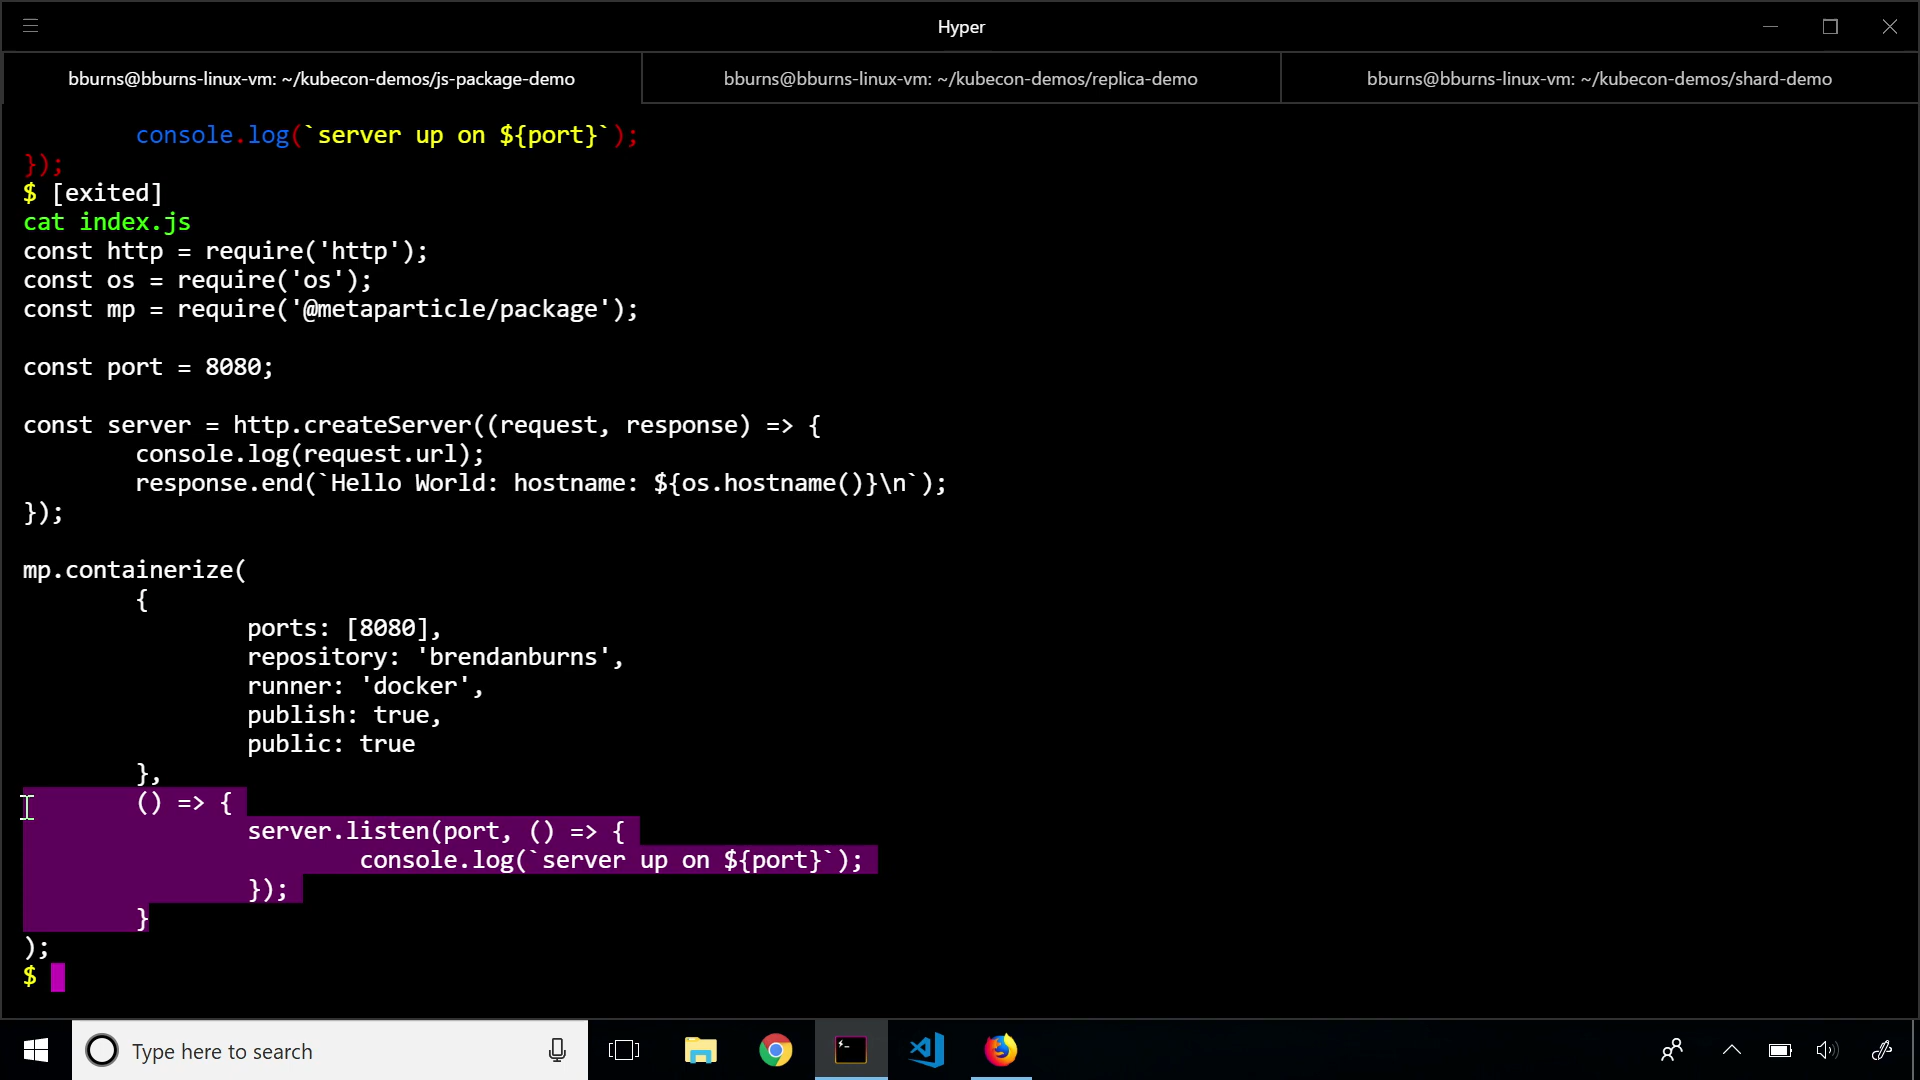 Hyper
bburns@bburns-linux-vm: ~/kubecon-demos/js-package-demo
bburns@bburns-linux-vm: ~/kubecon-demos/replica-demo
bburns@bburns-linux-vm: ~/kubecon-demos/shard-demo
console.log(`server up on ${port}`);
});
$ [exited]
cat index.js
const http = require('http');
const os = require('os');
const mp = require('@metaparticle/package');
const port = 8080;
const server = http.createServer((request, response) => {
console.log(request.url);
response.end(`Hello World: hostname: ${os.hostname()}\n`);
});
mp.containerize(
{
ports: [8080],
repository: 'brendanburns',
runner: 'docker',
publish: true,
public: true
},
() => {
server.listen(port, () => {
console.log(`server up on ${port}`);
});
}
);
$
Type here to search